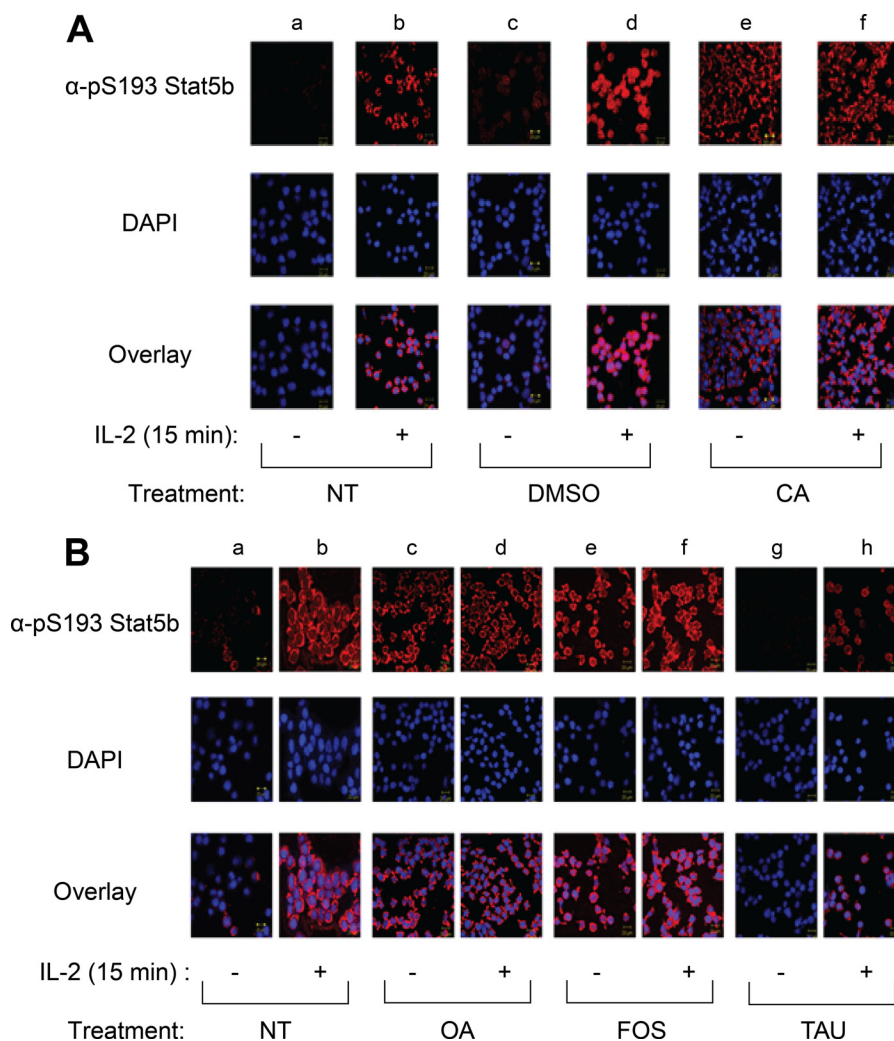 A
a b c d e f
α-pS193 Stat5b
DAPI
Overlay
IL-2 (15 min): - + - + - +
Treatment: NT DMSO CA
B
a b c d e f g h
α-pS193 Stat5b
DAPI
Overlay
IL-2 (15 min) : - + - + - + - +
Treatment: NT OA FOS TAU